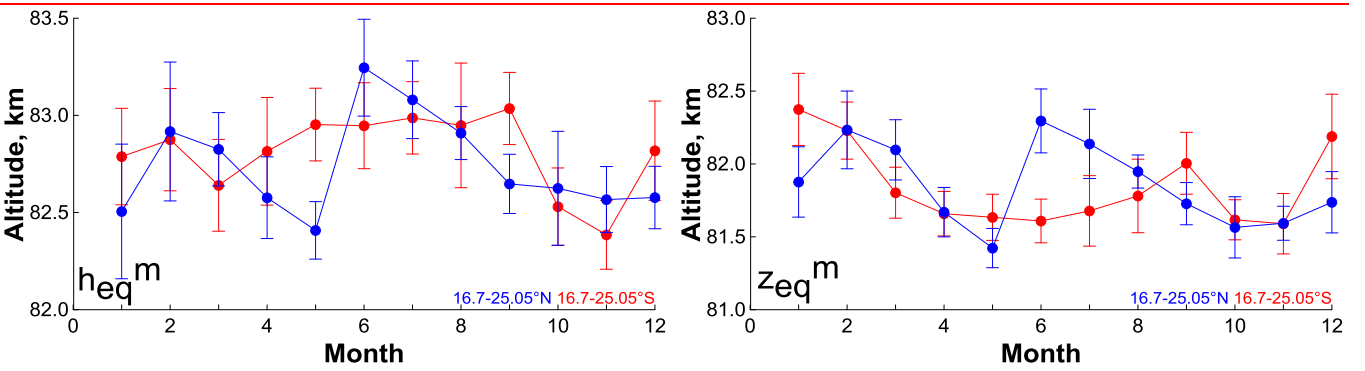 Altitude, km
83.5
83.0
82.5
82.0
h_eq^m
16.7-25.05°N 16.7-25.05°S
0 2 4 6 8 10 12
Month
Altitude, km
83.0
82.5
82.0
81.5
81.0
z_eq^m
16.7-25.05°N 16.7-25.05°S
0 2 4 6 8 10 12
Month